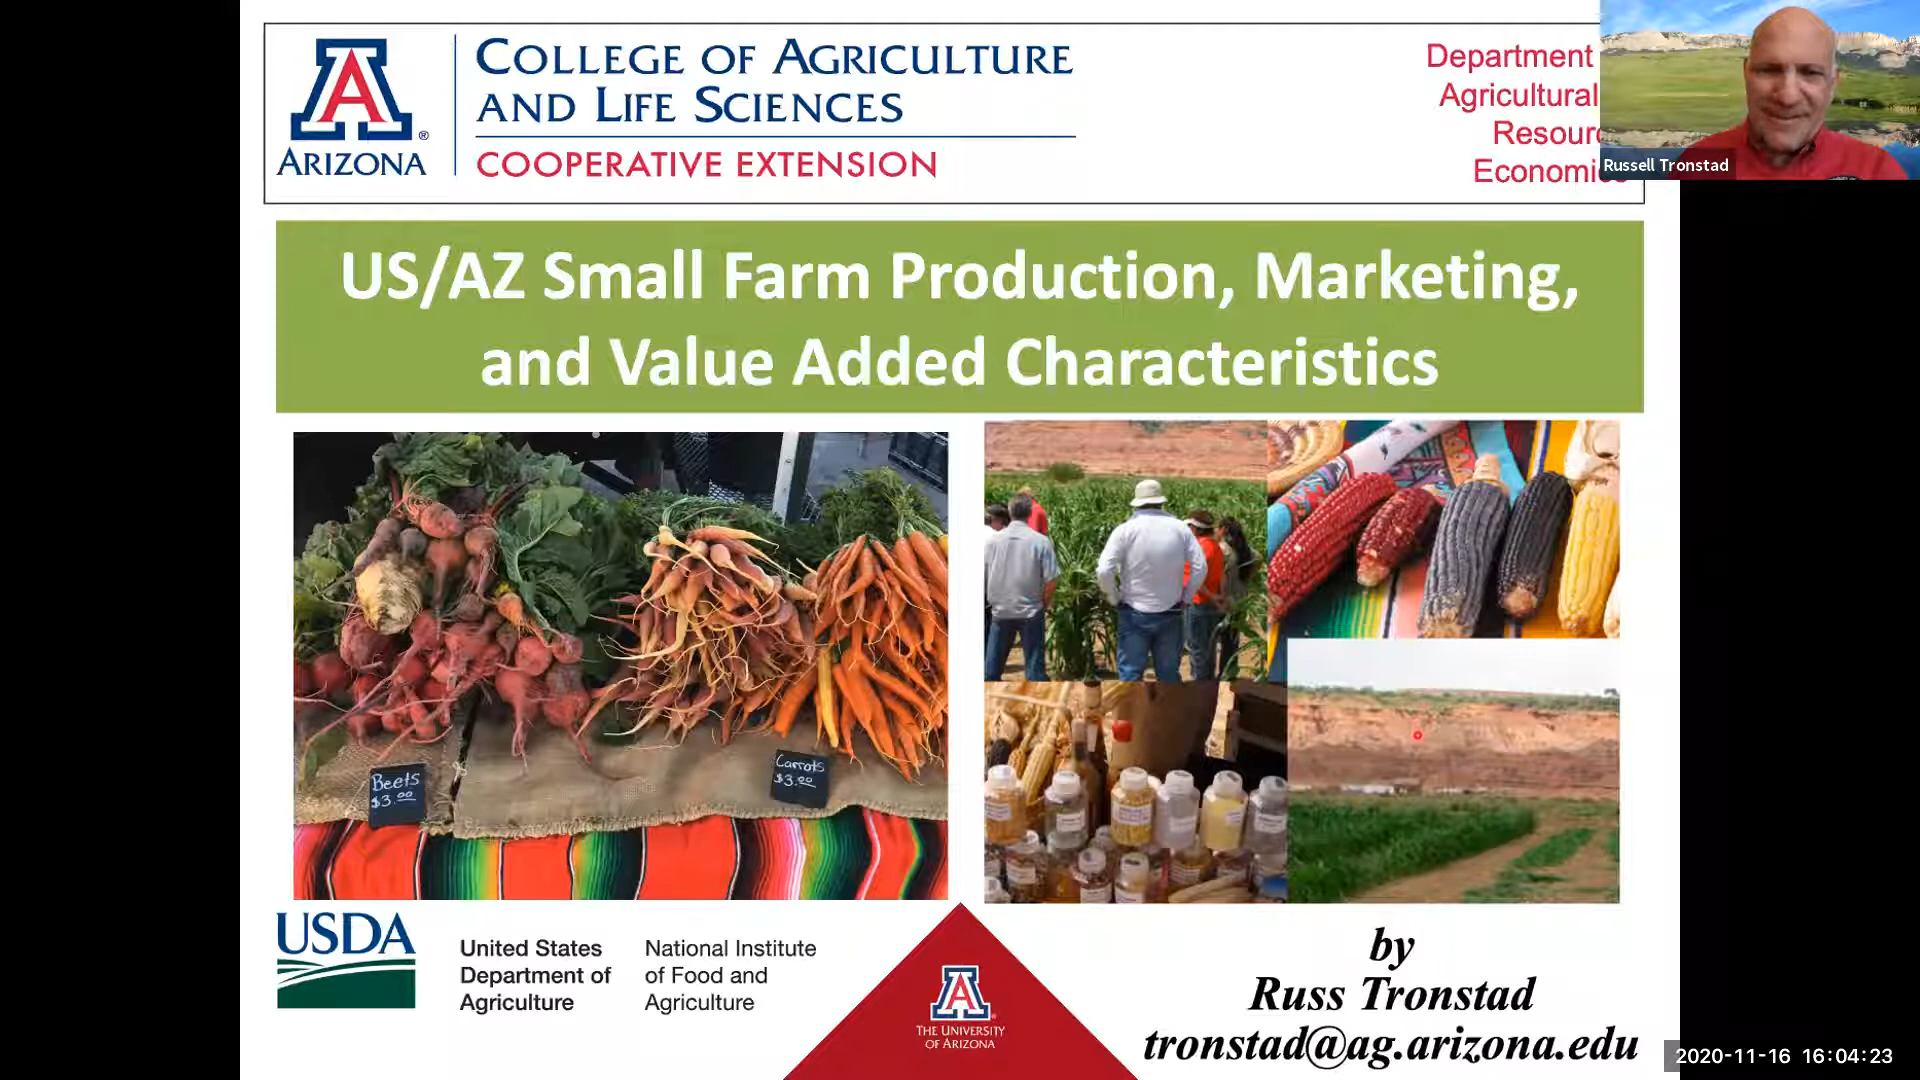 ARIZONA
COLLEGE OF AGRICULTURE
AND LIFE SCIENCES
COOPERATIVE EXTENSION
Department
Agricultural
Russell Tronstad
US/AZ Small Farm Production, Marketing,
and Value Added Characteristics
Beets
$3.00
Carrots
$3.00
USDA
United States
Department of
Agriculture
National Institute
of Food and
Agriculture
THE UNIVERSITY
OF ARIZONA
by
Russ Tronstad
tronstad@ag.arizona.edu
2020-11-16 16:04:23